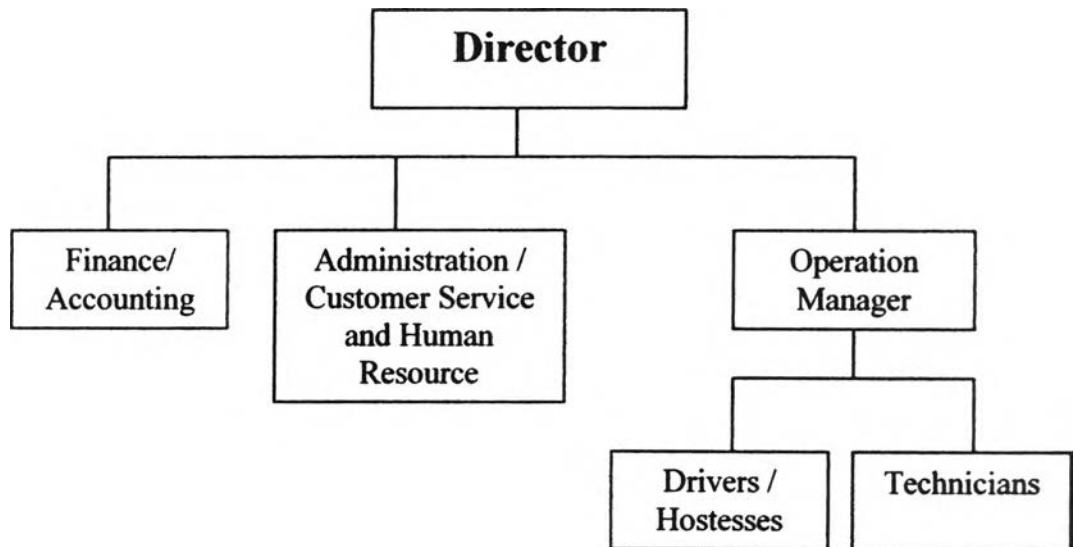 Director
Finance/
Accounting
Administration /
Customer Service
and Human
Resource
Operation
Manager
Drivers /
Hostesses
Technicians